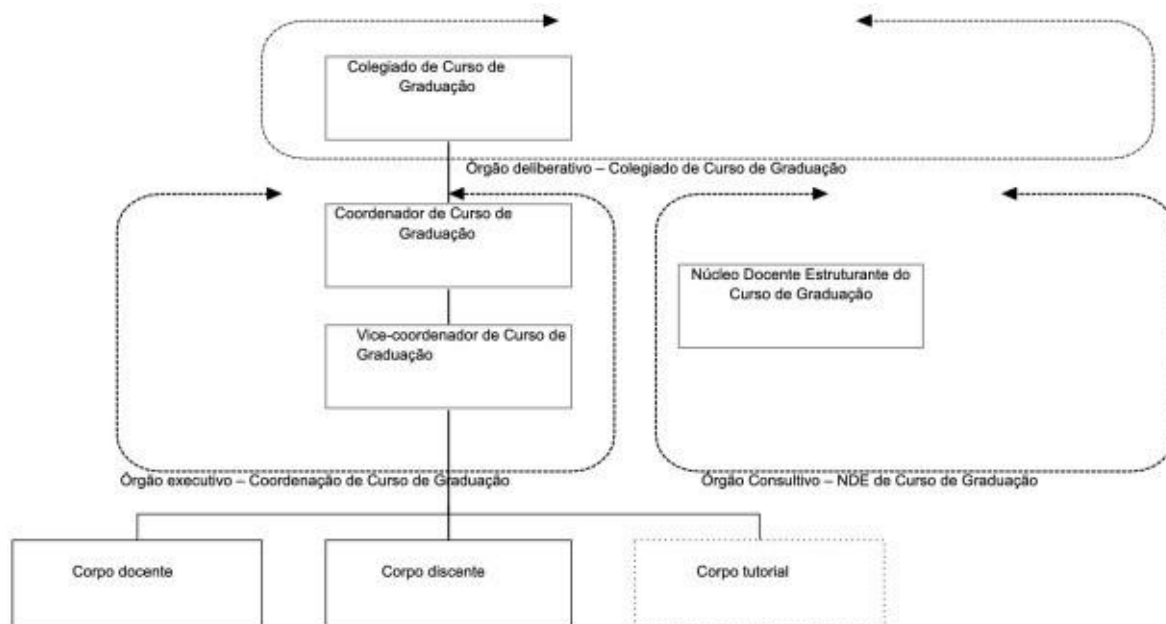 Colegiado de Curso de
Graduação
Órgão deliberativo – Colegiado de Curso de Graduação
Coordenador de Curso de
Graduação
Núcleo Docente Estruturante do
Curso de Graduação
Vice-coordenador de Curso de
Graduação
Órgão executivo – Coordenação de Curso de Graduação
Órgão Consultivo – NDE de Curso de Graduação
Corpo docente
Corpo discente
Corpo tutorial